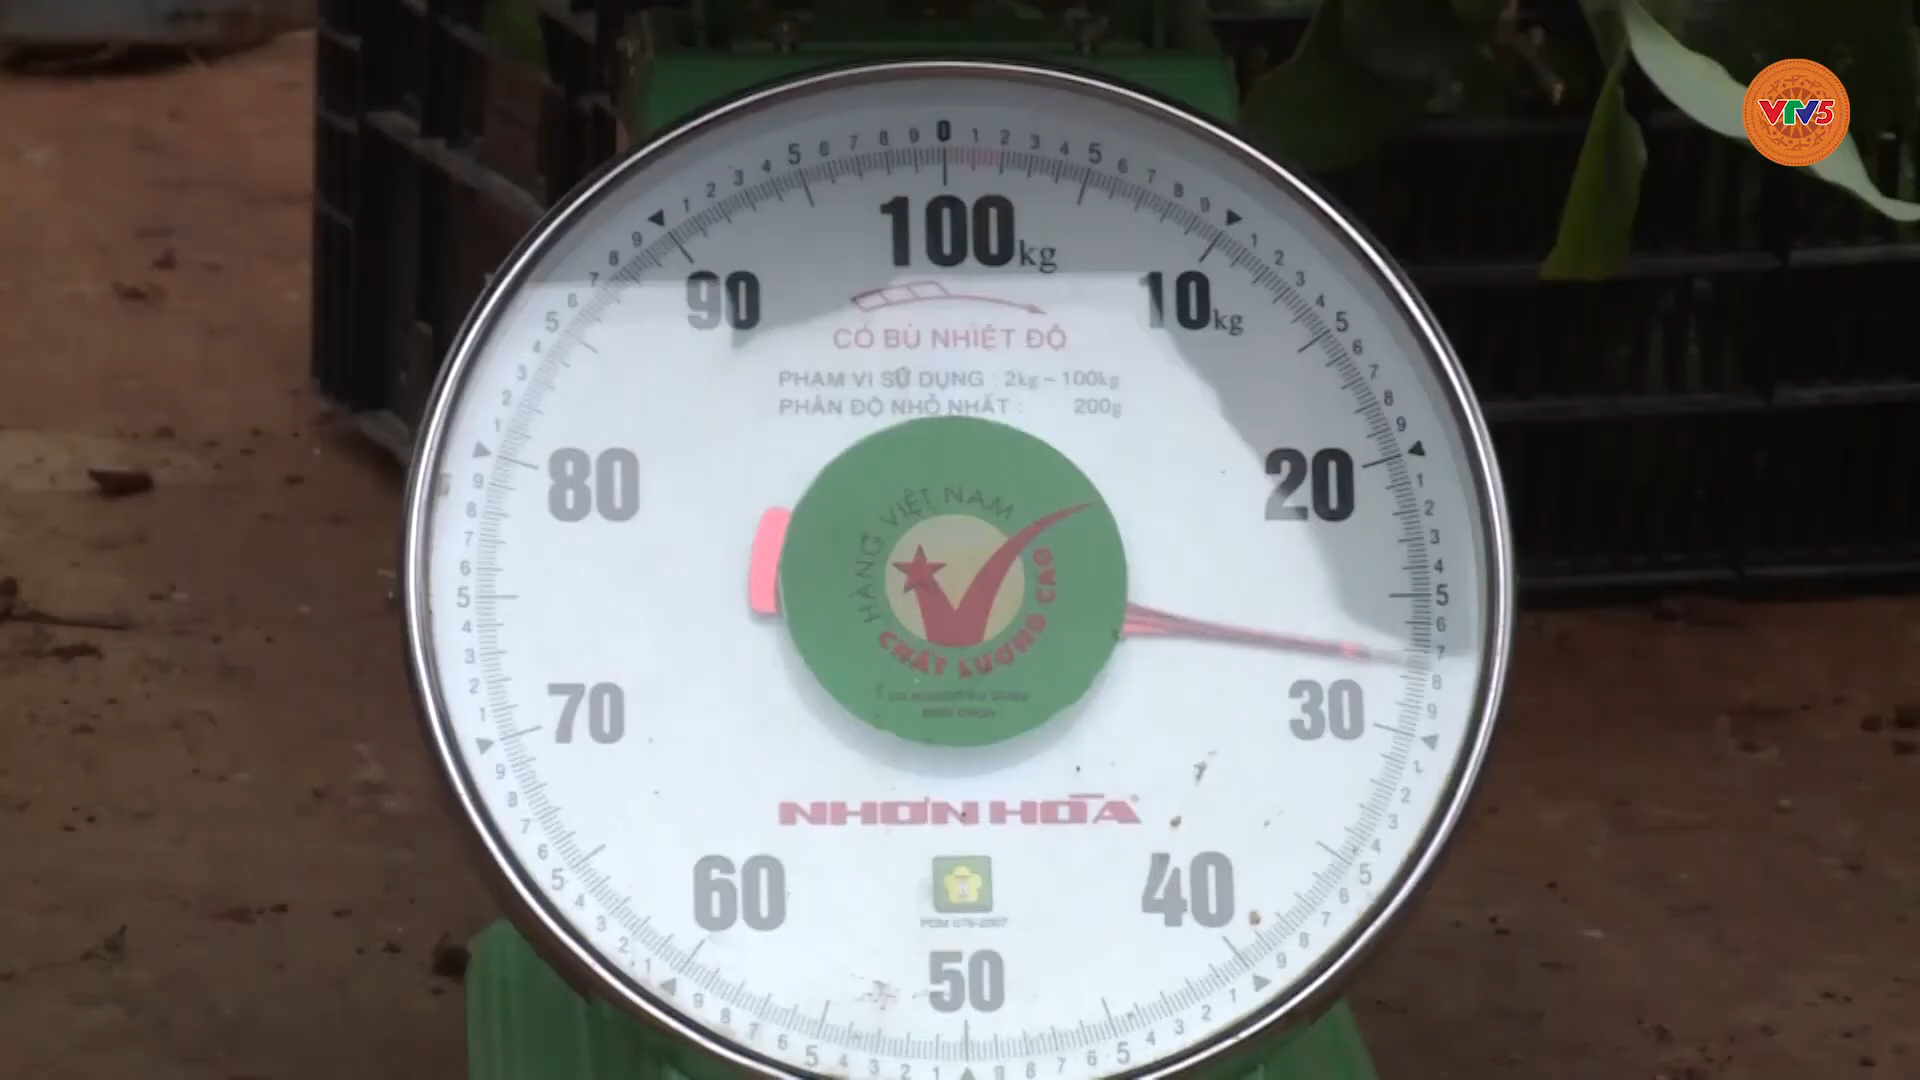 VTV5
0
100kg
90
10kg
CÓ BÙ NHIỆT ĐỘ
PHẠM VI SỬ DỤNG : 2kg ~ 100kg
PHÂN ĐỘ NHỎ NHẤT : 200g
80
20
HÀNG VIỆT NAM
CHẤT LƯỢNG CAO
70
30
NHƠN HÒA
60
40
50